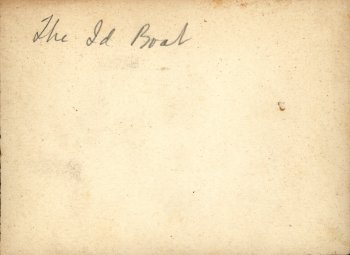 The Id Boat